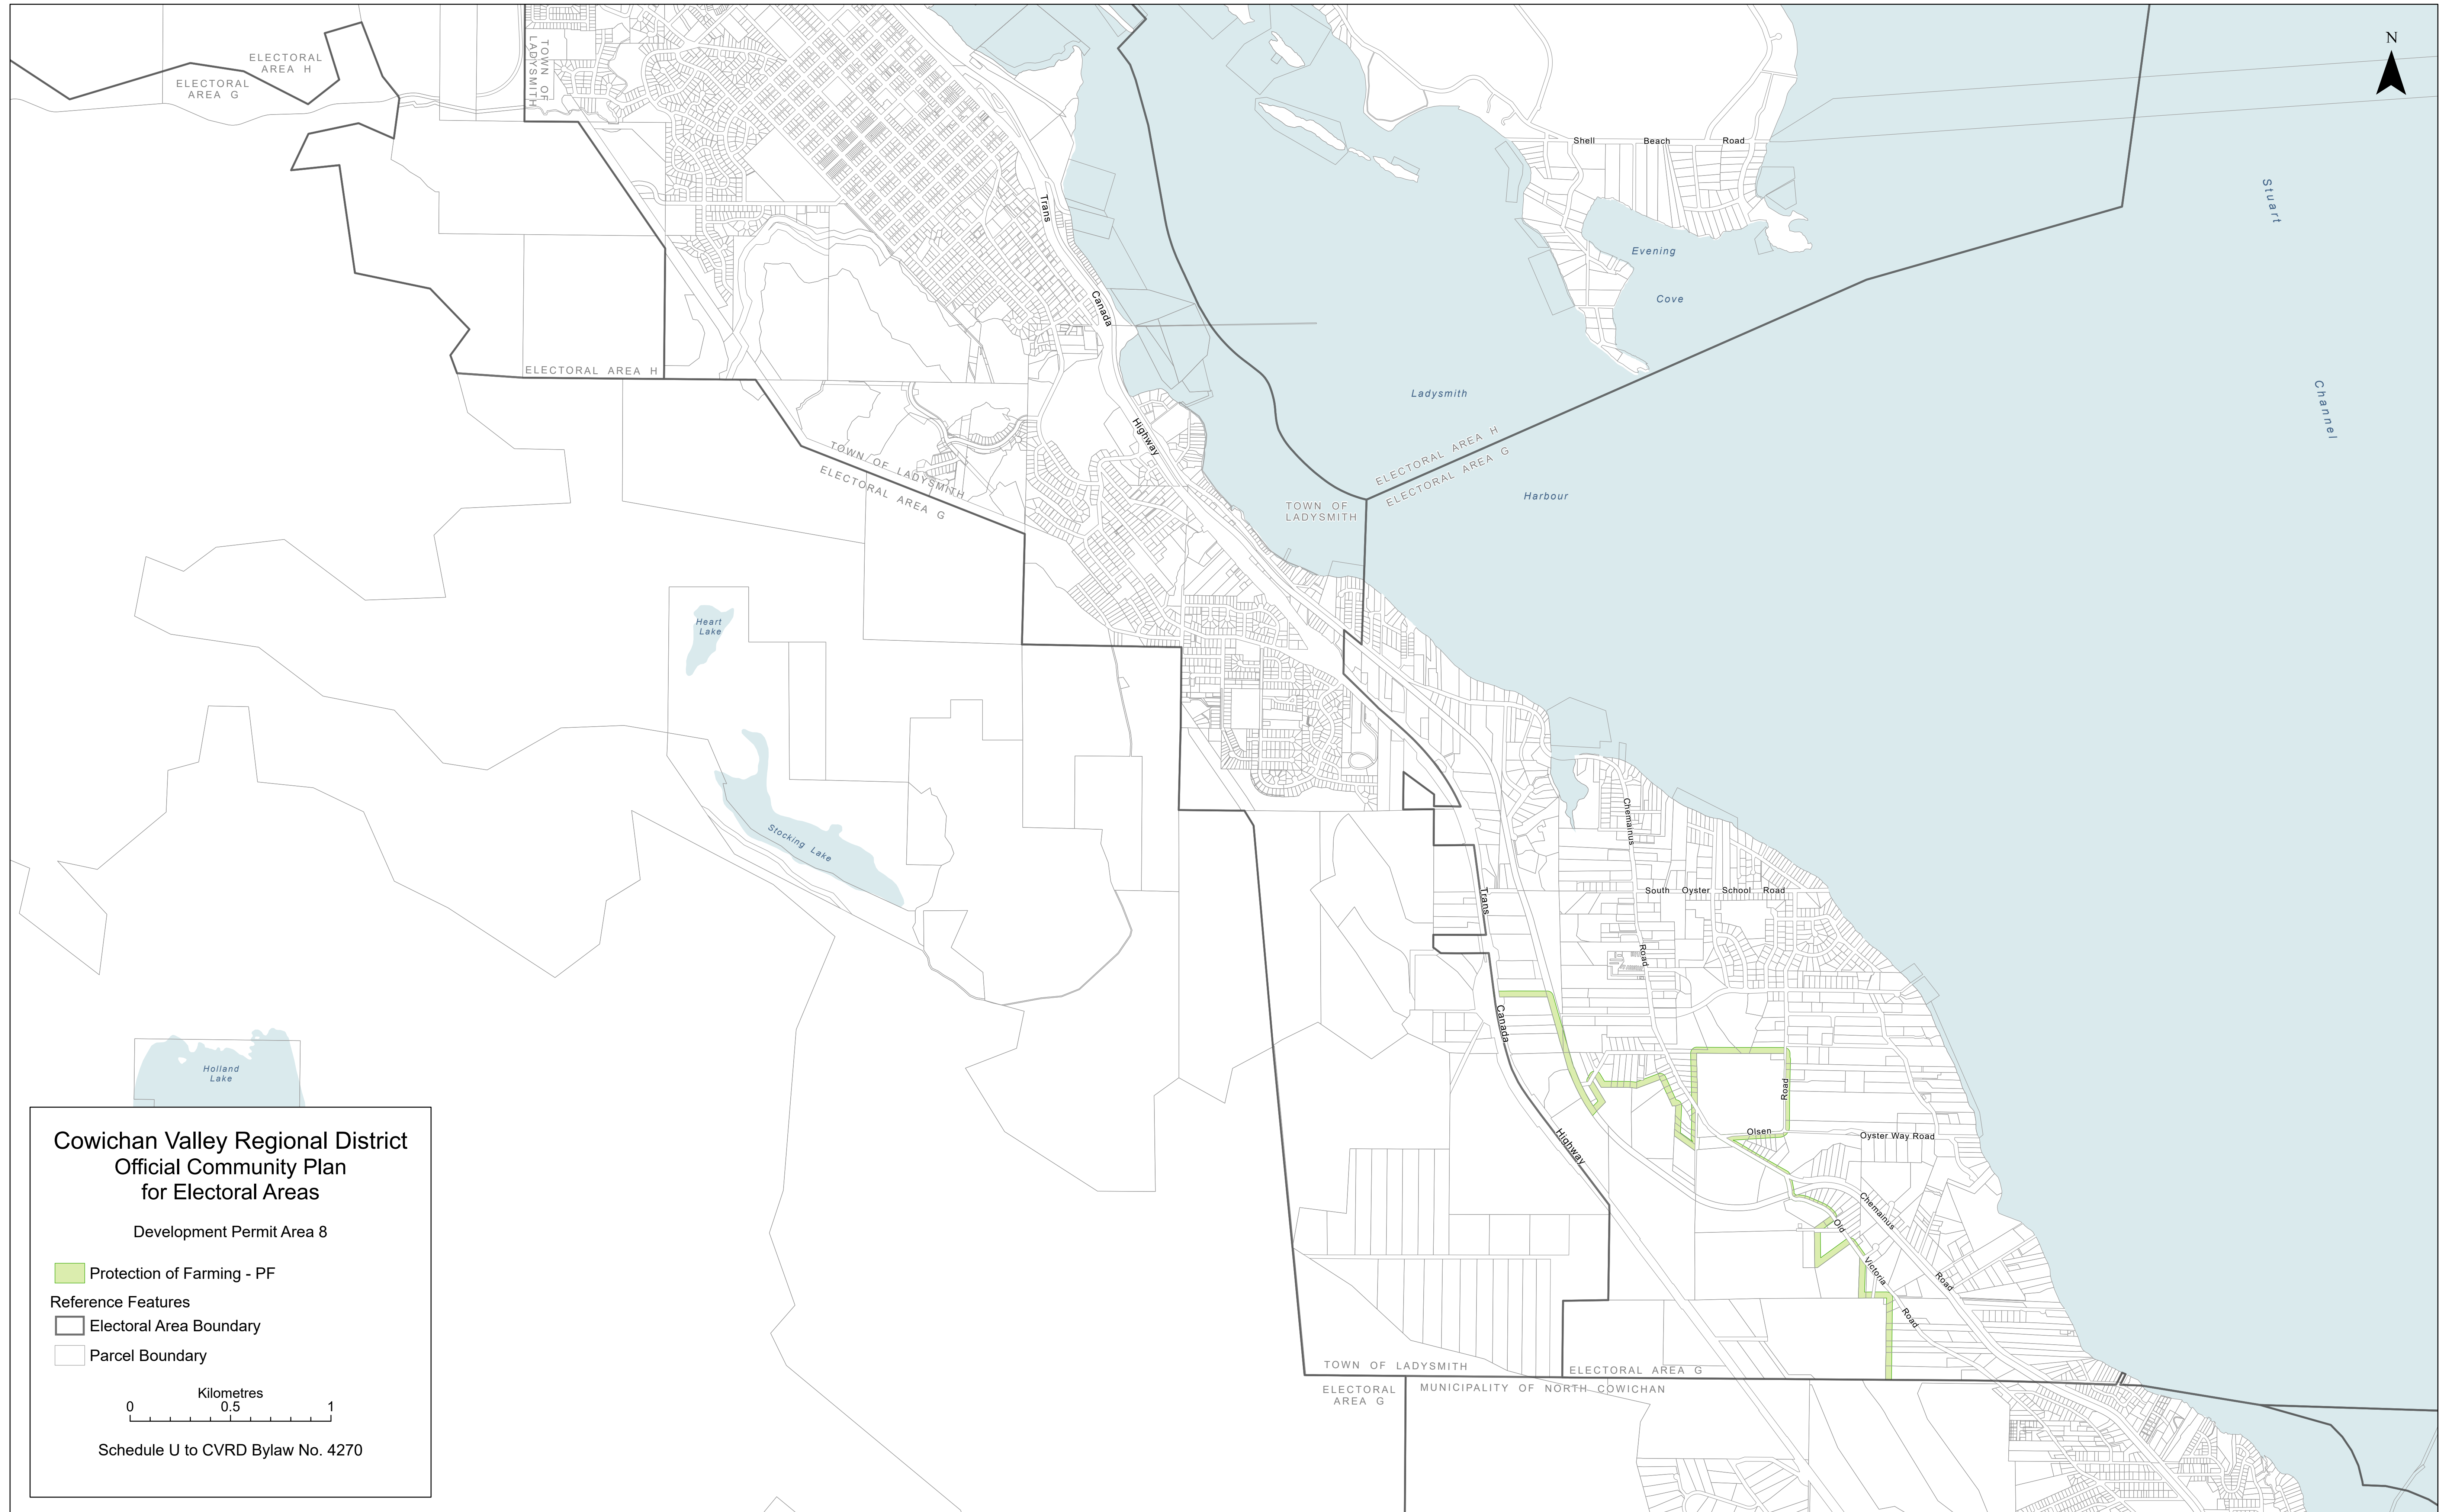 N
ELECTORAL
AREA H
ELECTORAL
AREA G
TOWN OF
LADYSMITH
Shell Beach Road
Stuart
Channel
Trans
Canada
Highway
Evening
Cove
ELECTORAL AREA H
Ladysmith
Harbour
TOWN OF LADYSMITH
ELECTORAL AREA G
ELECTORAL AREA H
ELECTORAL AREA G
TOWN OF
LADYSMITH
Heart
Lake
Stocking Lake
Chemainus
Road
South Oyster School Road
Trans
Canada
Highway
Holland
Lake
Road
Olsen
Oyster Way Road
Chemainus
Road
Old
Victoria
Road
TOWN OF LADYSMITH
ELECTORAL AREA G
ELECTORAL
AREA G
MUNICIPALITY OF NORTH COWICHAN
Cowichan Valley Regional District
Official Community Plan
for Electoral Areas
Development Permit Area 8
Protection of Farming - PF
Reference Features
Electoral Area Boundary
Parcel Boundary
Kilometres
0 0.5 1
Schedule U to CVRD Bylaw No. 4270